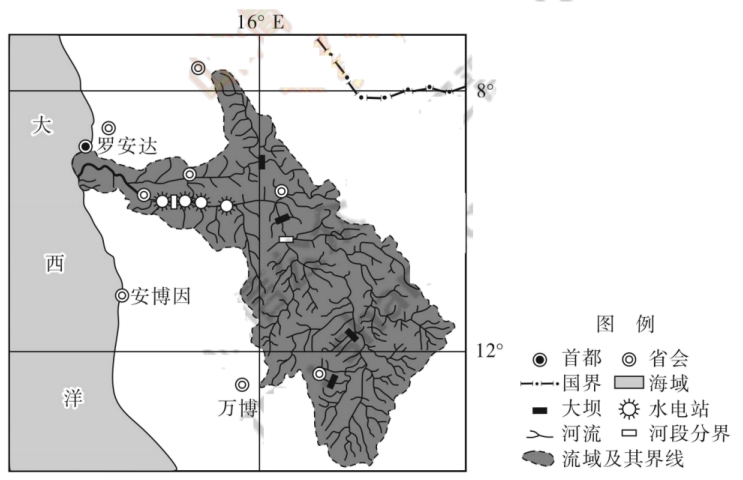 16° E
8°
大
罗安达
西
安博因
12°
洋
万博
图 例
首都 省会
国界 海域
大坝 水电站
河流 河段分界
流域及其界线